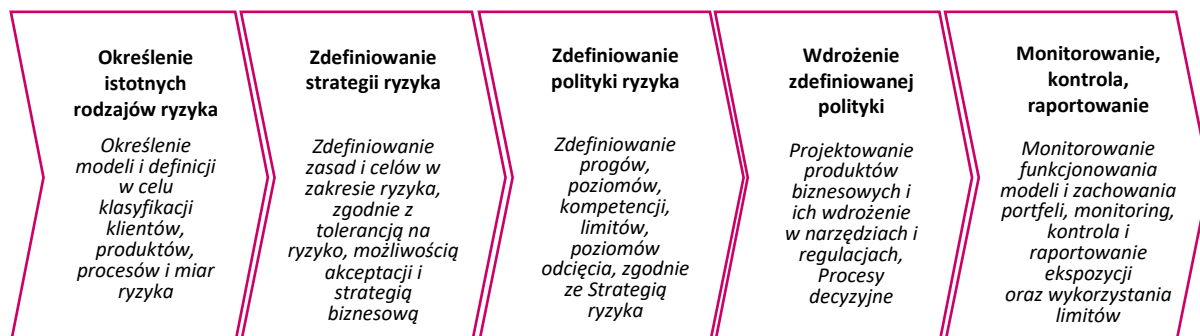 Określenie
istotnych
rodzajów ryzyka
Określenie
modeli i definicji
w celu
klasyfikacji
klientów,
produktów,
procesów i miar
ryzyka
Zdefiniowanie
strategii ryzyka
Zdefiniowanie
zasad i celów w
zakresie ryzyka,
zgodnie z
tolerancją na
ryzyko, możliwością
akceptacji i
strategią
biznesową
Zdefiniowanie
polityki ryzyka
Zdefiniowanie
progów,
poziomów,
kompetencji,
limitów,
poziomów
odcięcia, zgodnie
ze Strategią
ryzyka
Wdrożenie
zdefiniowanej
polityki
Projektowanie
produktów
biznesowych i
ich wdrożenie
w narzędziach i
regulacjach,
Procesy
decyzyjne
Monitorowanie,
kontrola,
raportowanie
Monitorowanie
funkcjonowania
modeli i zachowania
portfeli, monitoring,
kontrola i
raportowanie
ekspozycji
oraz wykorzystania
limitów